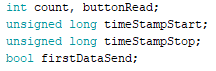 int count, buttonRead;
unsigned long timeStampStart;
unsigned long timeStampStop;
bool firstDataSend;